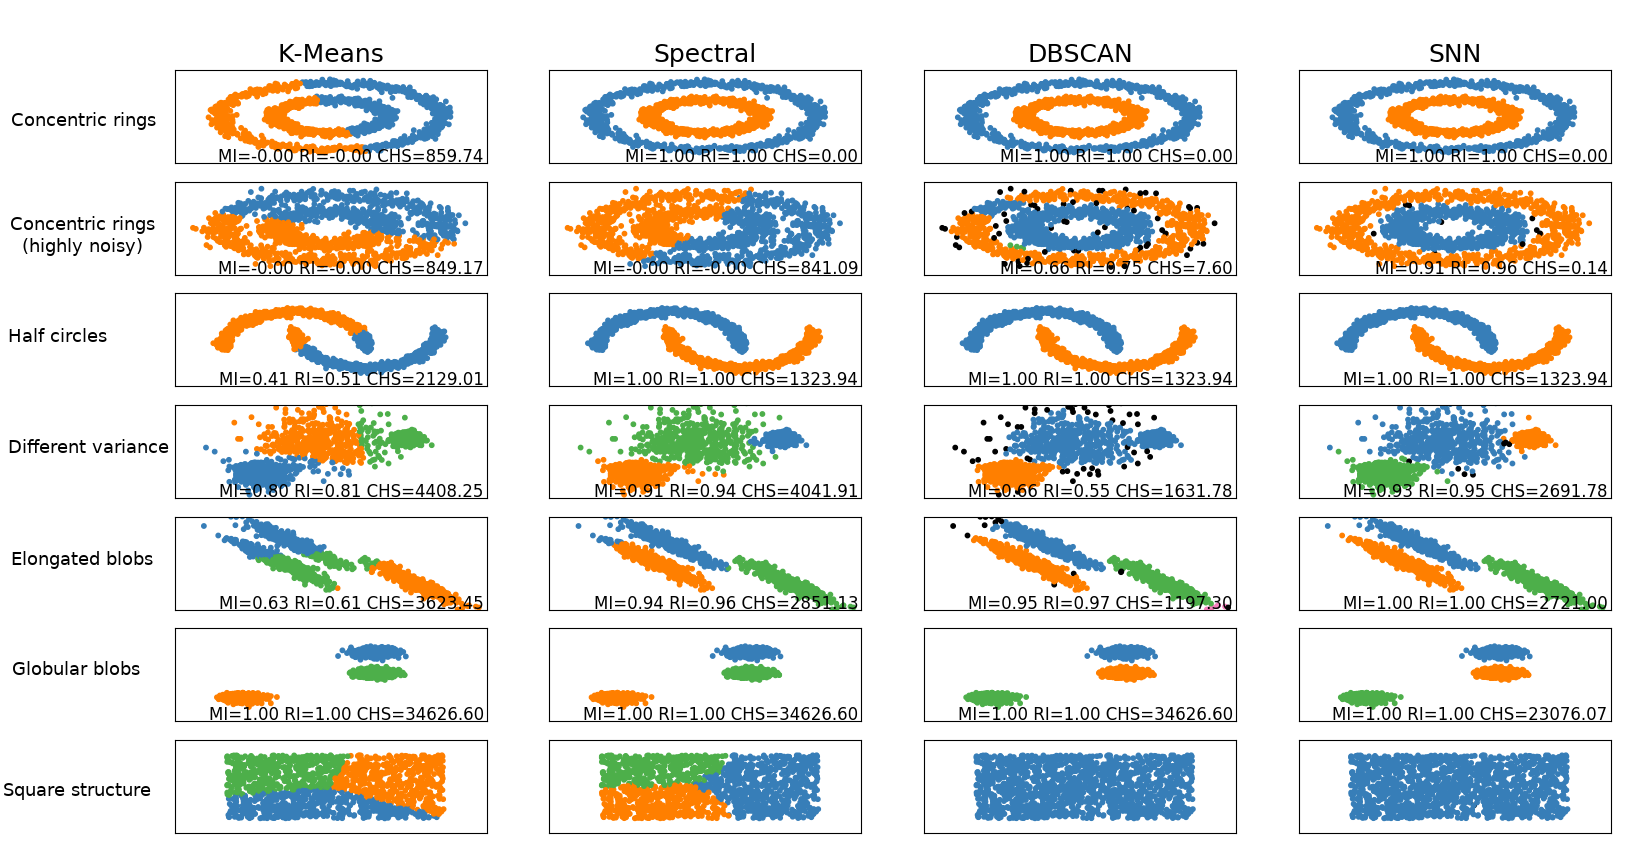 K-Means Spectral DBSCAN SNN
Concentric rings
MI=-0.00 RI=-0.00 CHS=859.74 MI=1.00 RI=1.00 CHS=0.00 MI=1.00 RI=1.00 CHS=0.00 MI=1.00 RI=1.00 CHS=0.00
Concentric rings
(highly noisy)
MI=-0.00 RI=-0.00 CHS=849.17 MI=-0.00 RI=-0.00 CHS=841.09 MI=0.66 RI=0.75 CHS=7.60 MI=0.91 RI=0.96 CHS=0.14
Half circles
MI=0.41 RI=0.51 CHS=2129.01 MI=1.00 RI=1.00 CHS=1323.94 MI=1.00 RI=1.00 CHS=1323.94 MI=1.00 RI=1.00 CHS=1323.94
Different variance
MI=0.80 RI=0.81 CHS=4408.25 MI=0.91 RI=0.94 CHS=4041.91 MI=0.66 RI=0.55 CHS=1631.78 MI=0.93 RI=0.95 CHS=2691.78
Elongated blobs
MI=0.63 RI=0.61 CHS=3623.45 MI=0.94 RI=0.96 CHS=2851.13 MI=0.95 RI=0.97 CHS=1197.30 MI=1.00 RI=1.00 CHS=2721.00
Globular blobs
MI=1.00 RI=1.00 CHS=34626.60 MI=1.00 RI=1.00 CHS=34626.60 MI=1.00 RI=1.00 CHS=34626.60 MI=1.00 RI=1.00 CHS=23076.07
Square structure